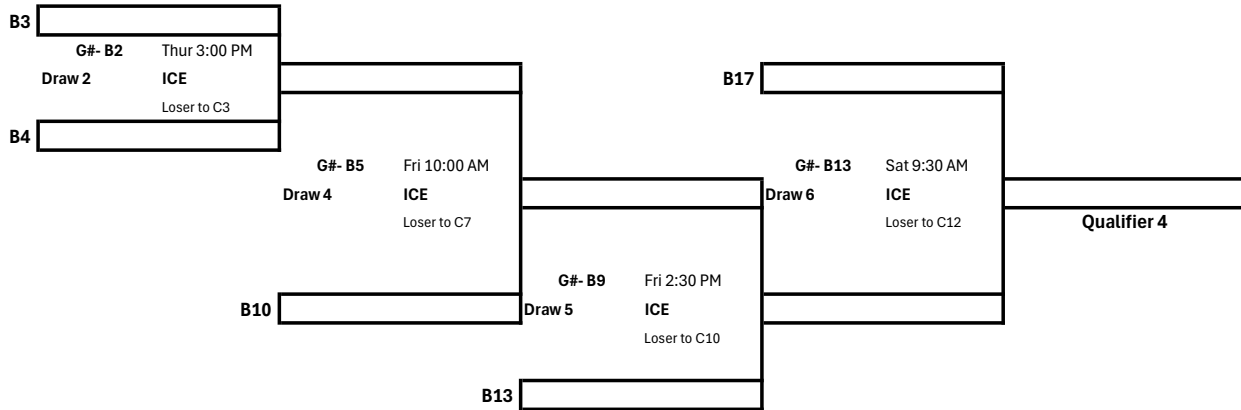 B3
G#- B2 Thur 3:00 PM
Draw 2 ICE
Loser to C3
B4
B17
G#- B5 Fri 10:00 AM
Draw 4 ICE
Loser to C7
B10
G#- B13 Sat 9:30 AM
Draw 6 ICE
Loser to C12
Qualifier 4
G#- B9 Fri 2:30 PM
Draw 5 ICE
Loser to C10
B13